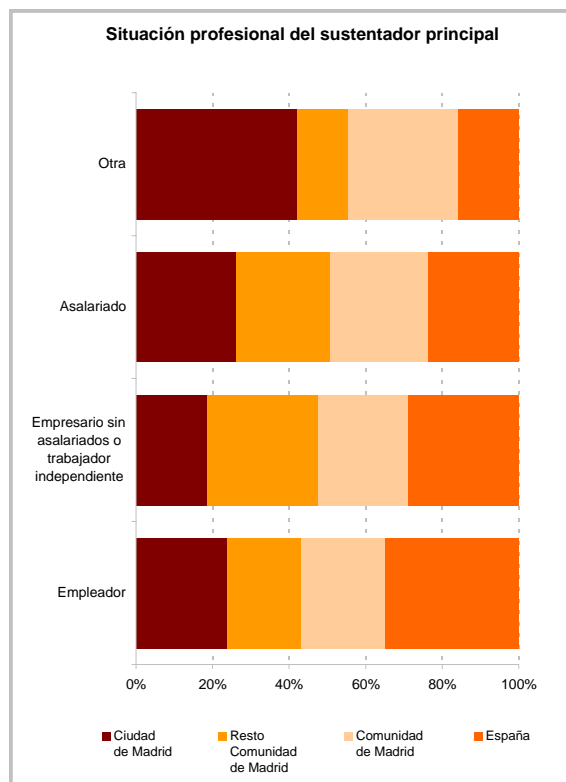 Situación profesional del sustentador principal
Otra
Asalariado
Empresario sin
asalariados o
trabajador
independiente
Empleador
0% 20% 40% 60% 80% 100%
Ciudad
de Madrid
Resto
Comunidad
de Madrid
Comunidad
de Madrid
España